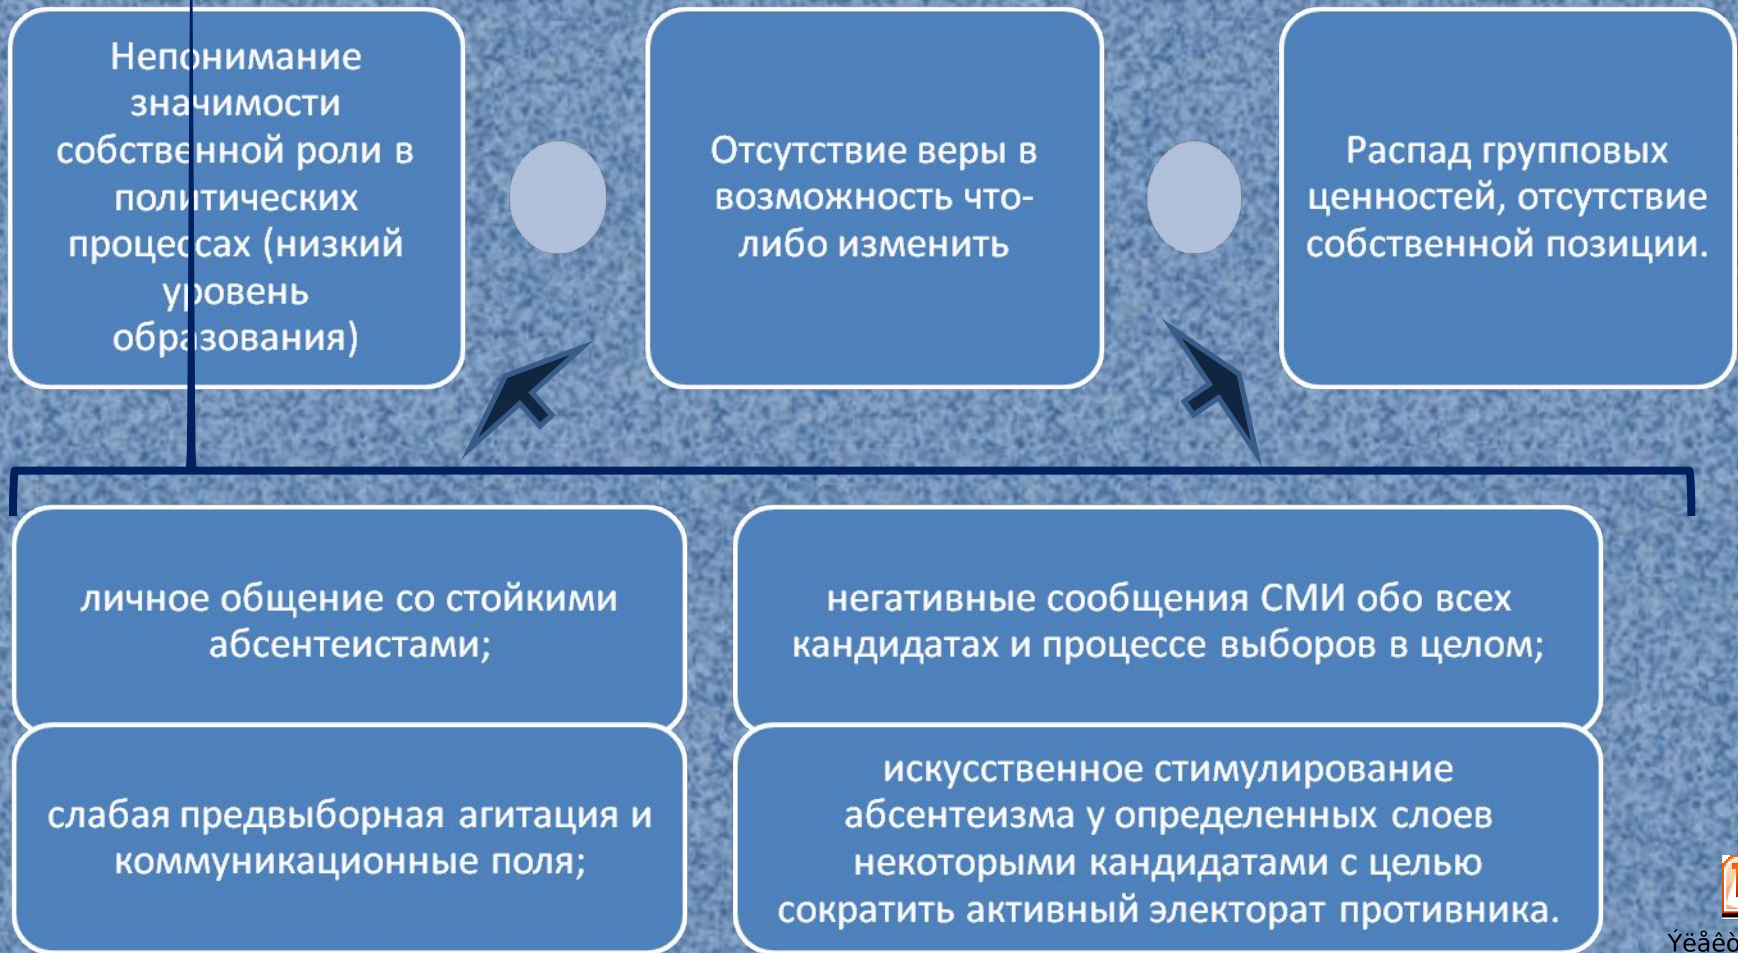 Непонимание
значимости
собственной роли в
политических
процессах (низкий
уровень
образования)
Отсутствие веры в
возможность что-
либо изменить
Распад групповых
ценностей, отсутствие
собственной позиции.
личное общение со стойкими
абсентеистами;
негативные сообщения СМИ обо всех
кандидатах и процессе выборов в целом;
слабая предвыборная агитация и
коммуникационные поля;
искусственное стимулирование
абсентеизма у определенных слоев
некоторыми кандидатами с целью
сократить активный электорат противника.